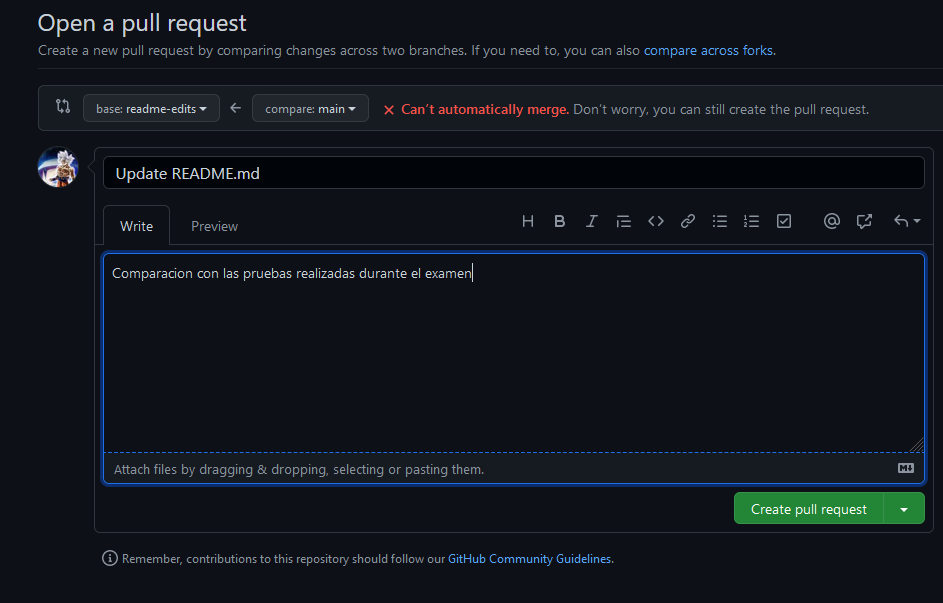 Open a pull request
Create a new pull request by comparing changes across two branches. If you need to, you can also compare across forks.
base: readme-edits compare: main Can't automatically merge. Don't worry, you can still create the pull request.
Update README.md
Write Preview
Comparacion con las pruebas realizadas durante el examen
Attach files by dragging & dropping, selecting or pasting them.
Create pull request
Remember, contributions to this repository should follow our GitHub Community Guidelines.